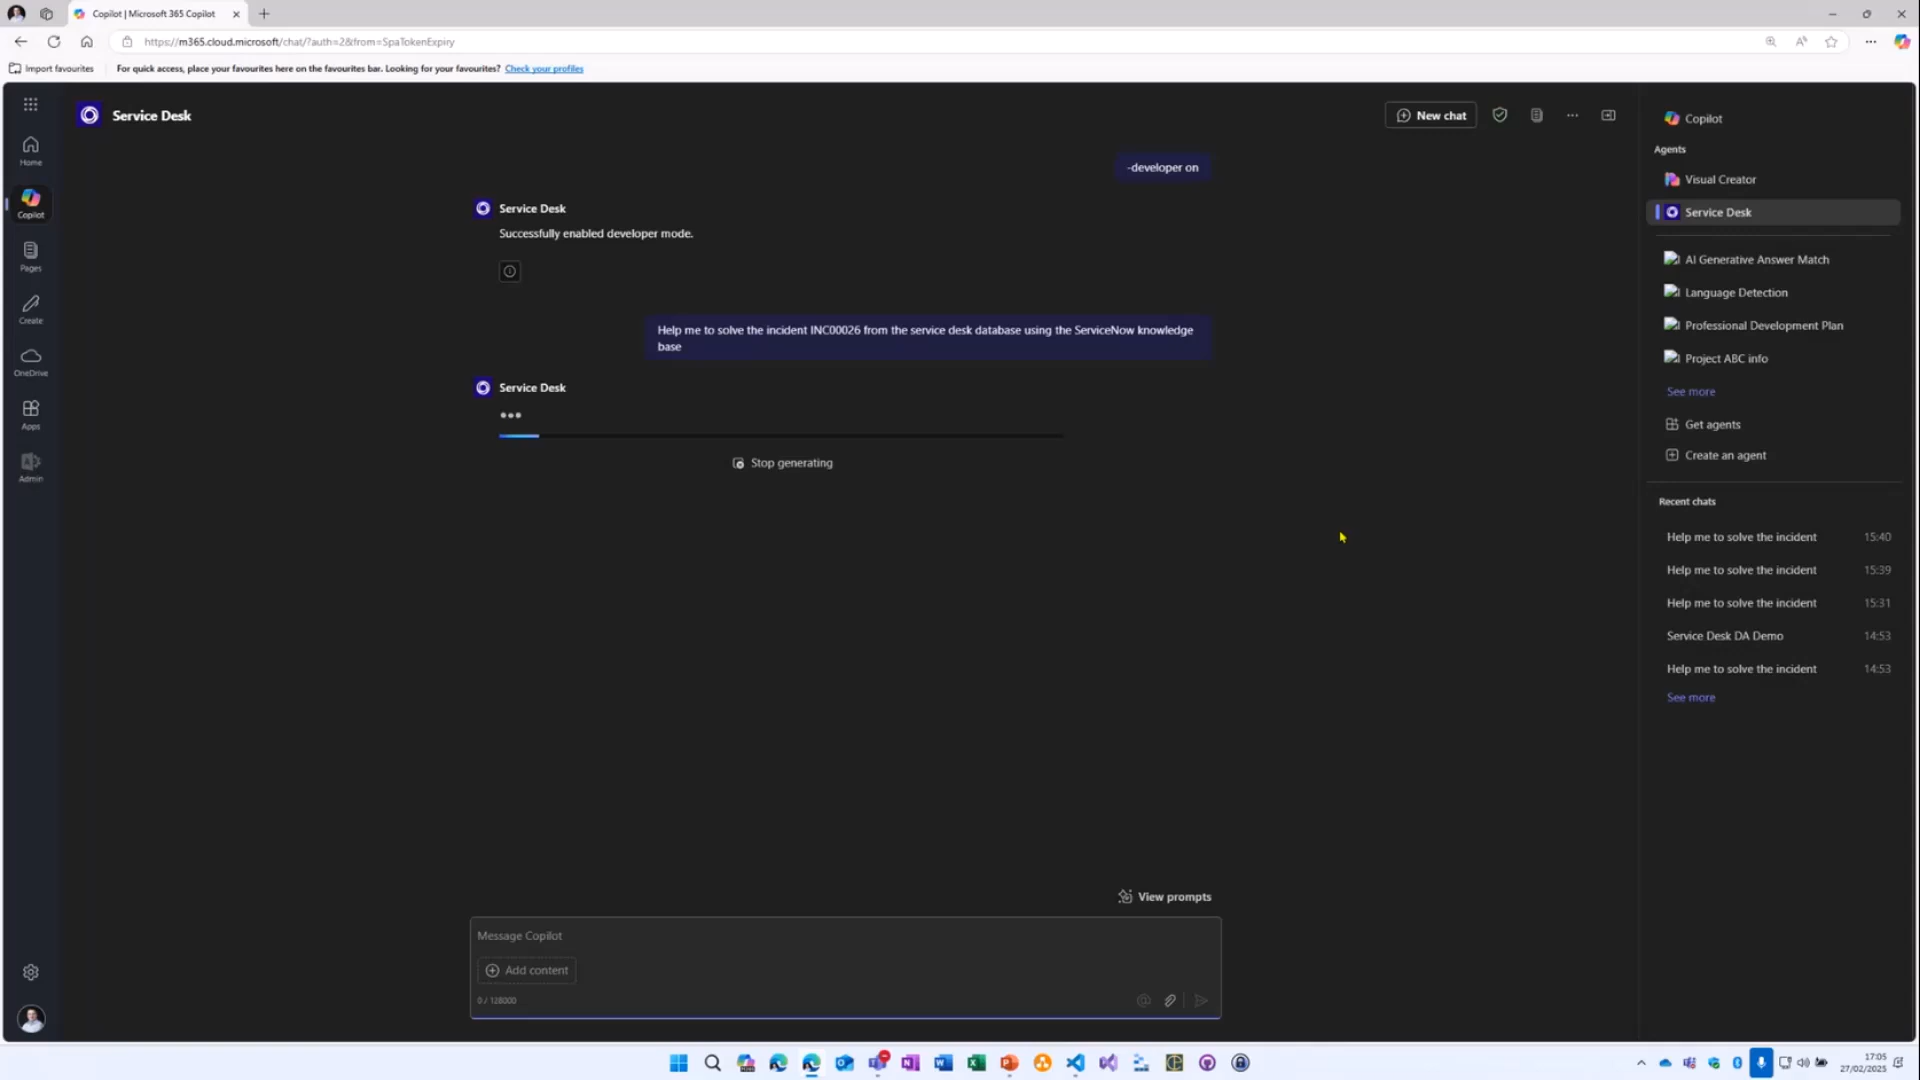 Copilot | Microsoft 365 Copilot
https://m365.cloud.microsoft/chat/?auth=2&from=SpaTokenExpiry
Import favourites
For quick access, place your favourites here on the favourites bar. Looking for your favourites? Check your profiles
Service Desk
New chat
Home
Copilot
Pages
Create
OneDrive
Apps
Admin
-developer on
Service Desk
Successfully enabled developer mode.
Help me to solve the incident INC00026 from the service desk database using the ServiceNow knowledge
base
Service Desk
Stop generating
View prompts
Message Copilot
Add content
0 / 128000
Copilot
Agents
Visual Creator
Service Desk
AI Generative Answer Match
Language Detection
Professional Development Plan
Project ABC info
See more
Get agents
Create an agent
Recent chats
Help me to solve the incident 15:40
Help me to solve the incident 15:39
Help me to solve the incident 15:31
Service Desk DA Demo 14:53
Help me to solve the incident 14:53
See more
17:05
27/02/2025